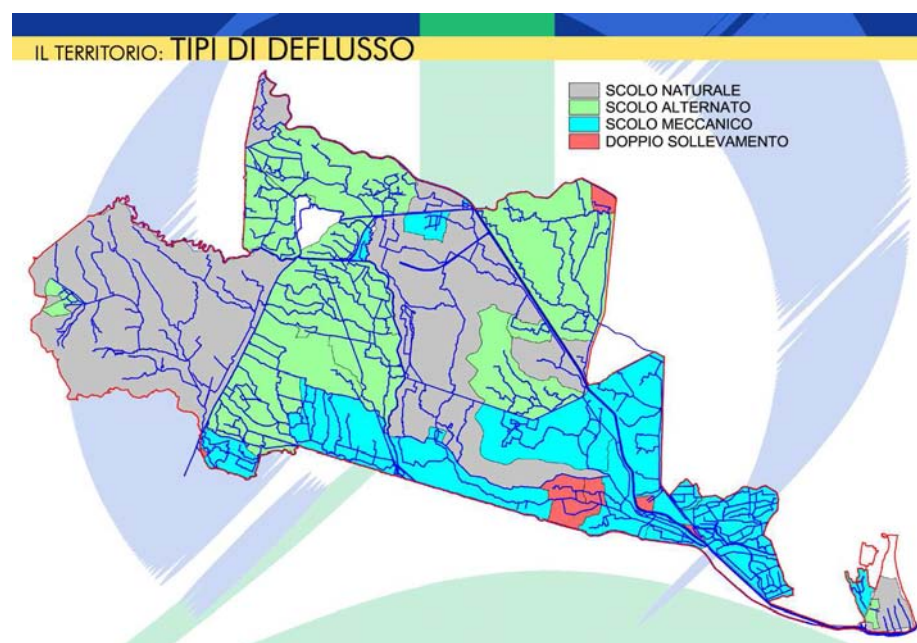 IL TERRITORIO: TIPI DI DEFLUSSO
SCOLO NATURALE
SCOLO ALTERNATO
SCOLO MECCANICO
DOPPIO SOLLEVAMENTO